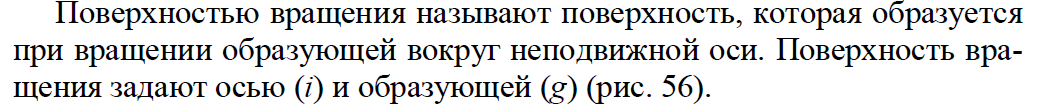 Поверхностью вращения называют поверхность, которая образуется
при вращении образующей вокруг неподвижной оси. Поверхность вра-
щения задают осью (i) и образующей (g) (рис. 56).